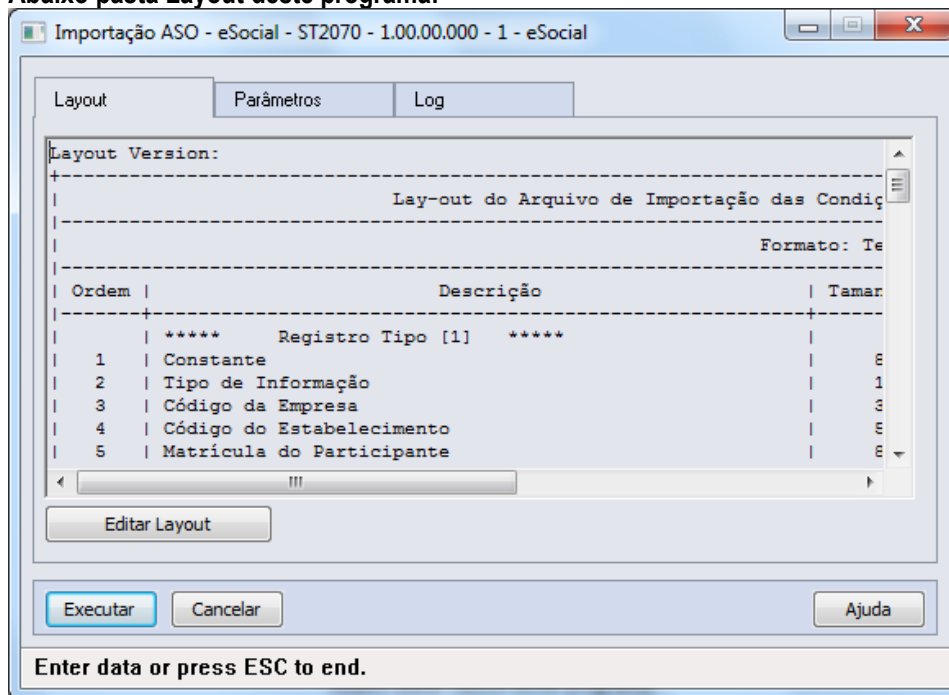 Abaixo pasta Layout deste programa:
Importação ASO - eSocial - ST2070 - 1.00.00.000 - 1 - eSocial
Layout Parâmetros Log
Layout Version:
Lay-out do Arquivo de Importação das Condiç
Formato: Te
Ordem | Descrição | Taman
***** Registro Tipo [1] *****
1 | Constante | 8
2 | Tipo de Informação | 1
3 | Código da Empresa | 3
4 | Código do Estabelecimento | 5
5 | Matrícula do Participante | 8
Editar Layout
Executar Cancelar Ajuda
Enter data or press ESC to end.